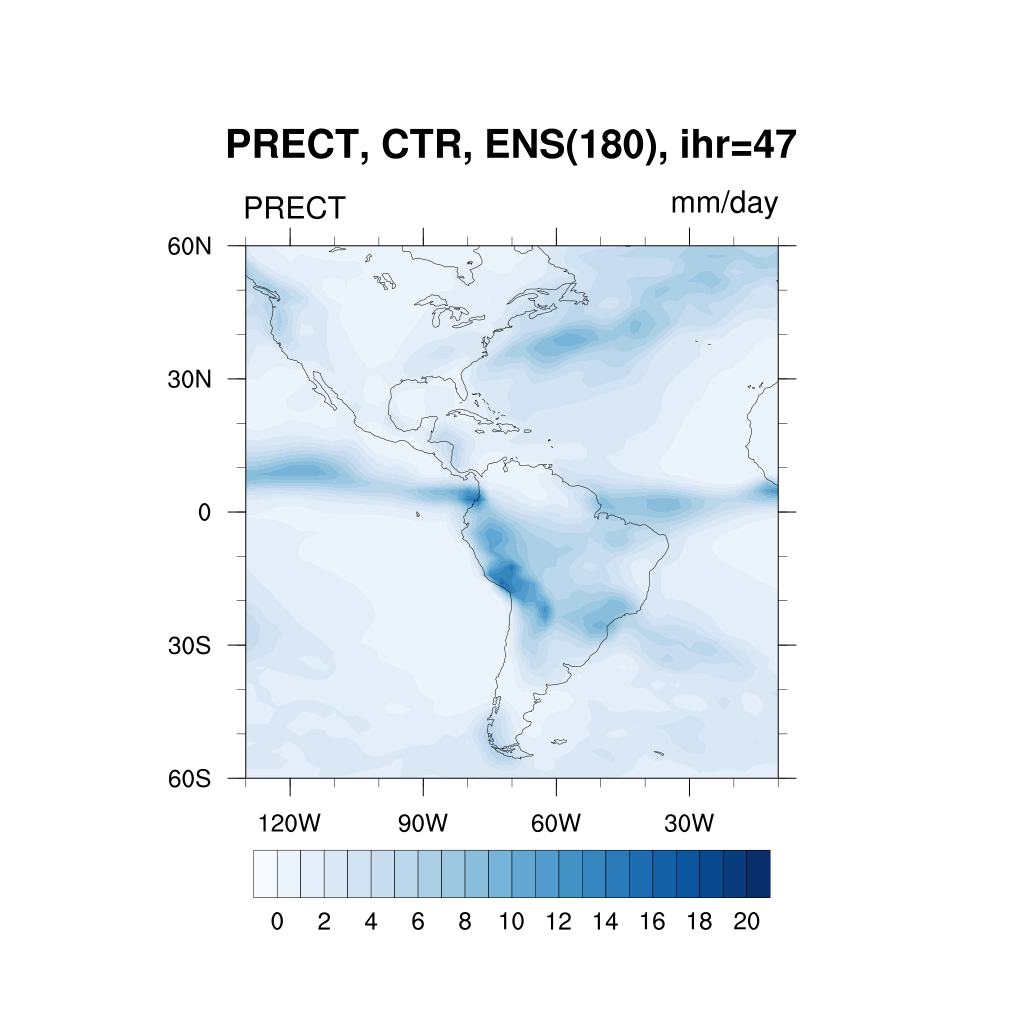 PRECT, CTR, ENS(180), ihr=47
PRECT mm/day
60N
30N
0
30S
60S
120W 90W 60W 30W
0 2 4 6 8 10 12 14 16 18 20